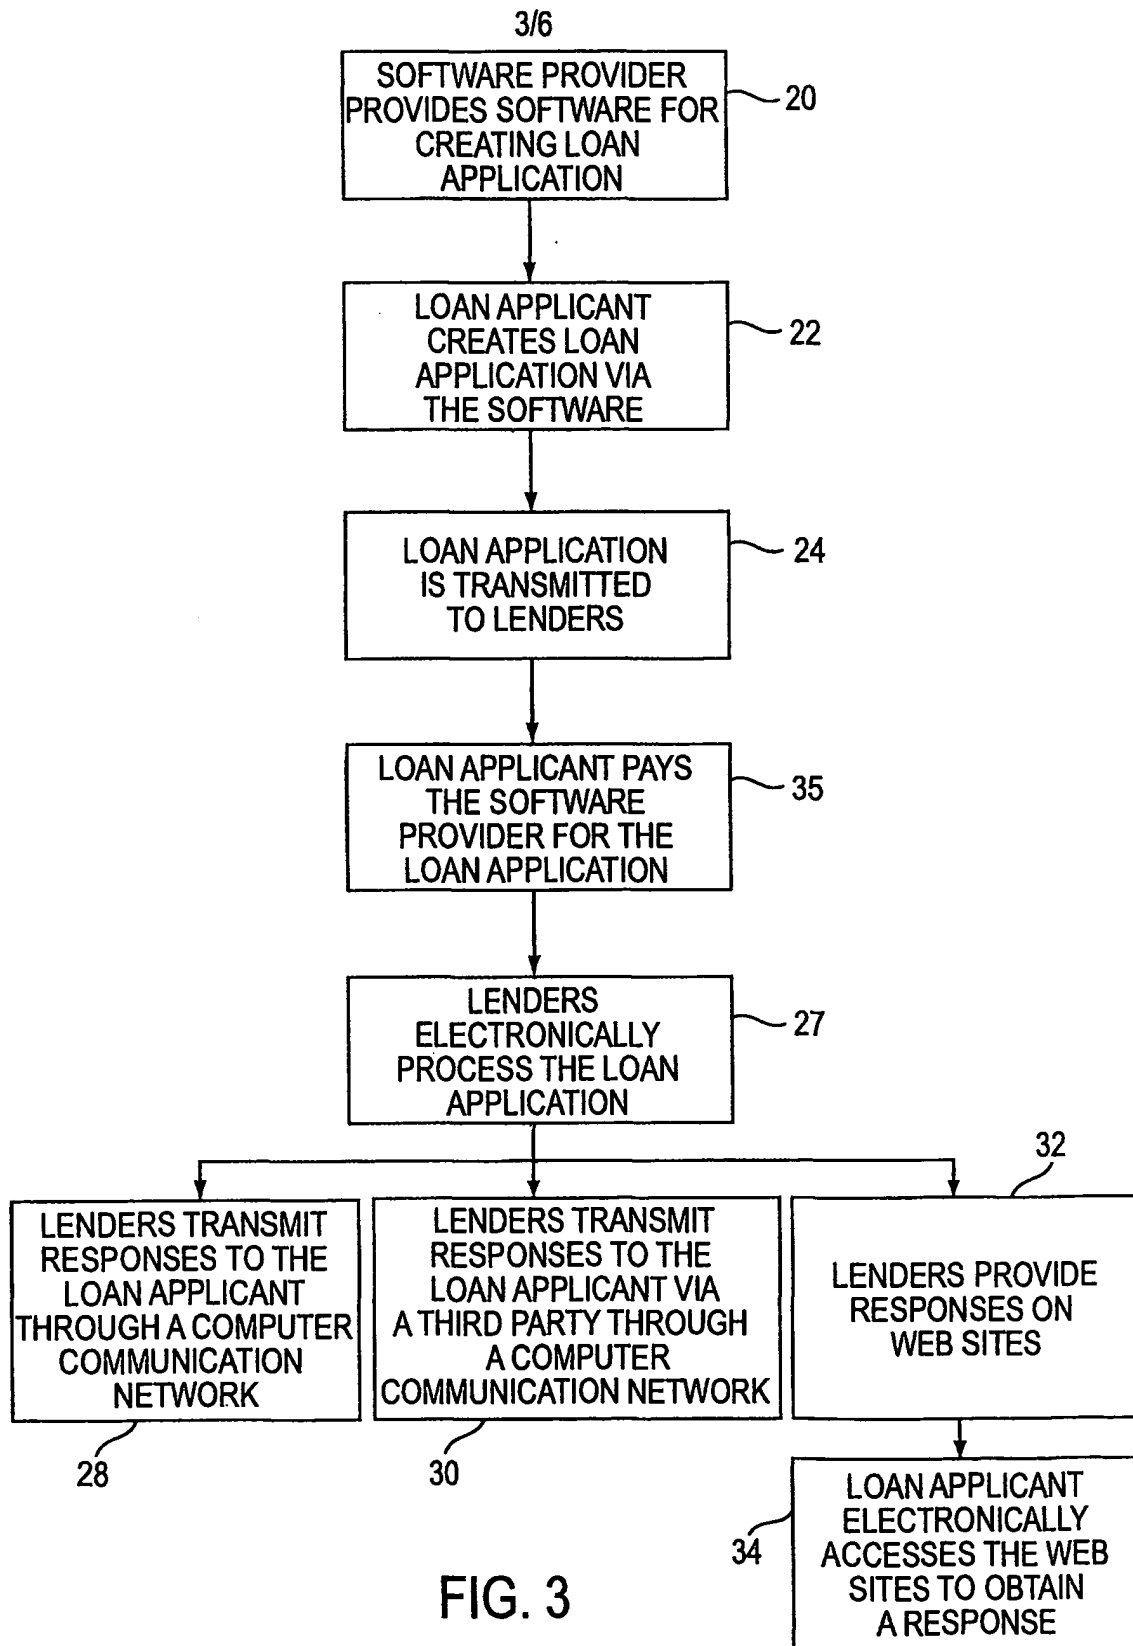 3/6
SOFTWARE PROVIDER
PROVIDES SOFTWARE FOR
CREATING LOAN
APPLICATION
20
LOAN APPLICANT
CREATES LOAN
APPLICATION VIA
THE SOFTWARE
22
LOAN APPLICATION
IS TRANSMITTED
TO LENDERS
24
LOAN APPLICANT PAYS
THE SOFTWARE
PROVIDER FOR THE
LOAN APPLICATION
35
LENDERS
ELECTRONICALLY
PROCESS THE LOAN
APPLICATION
27
LENDERS TRANSMIT
RESPONSES TO THE
LOAN APPLICANT
THROUGH A COMPUTER
COMMUNICATION
NETWORK
28
LENDERS TRANSMIT
RESPONSES TO THE
LOAN APPLICANT VIA
A THIRD PARTY THROUGH
A COMPUTER
COMMUNICATION NETWORK
30
32
LENDERS PROVIDE
RESPONSES ON
WEB SITES
LOAN APPLICANT
ELECTRONICALLY
ACCESSES THE WEB
SITES TO OBTAIN
A RESPONSE
34
FIG. 3